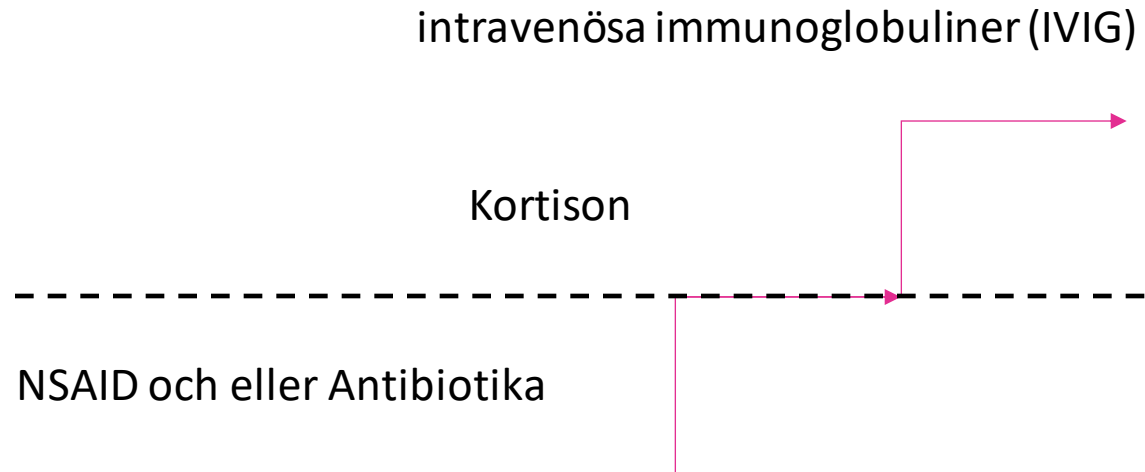 intravenösa immunoglobuliner (IVIG)
Kortison
NSAID och eller Antibiotika